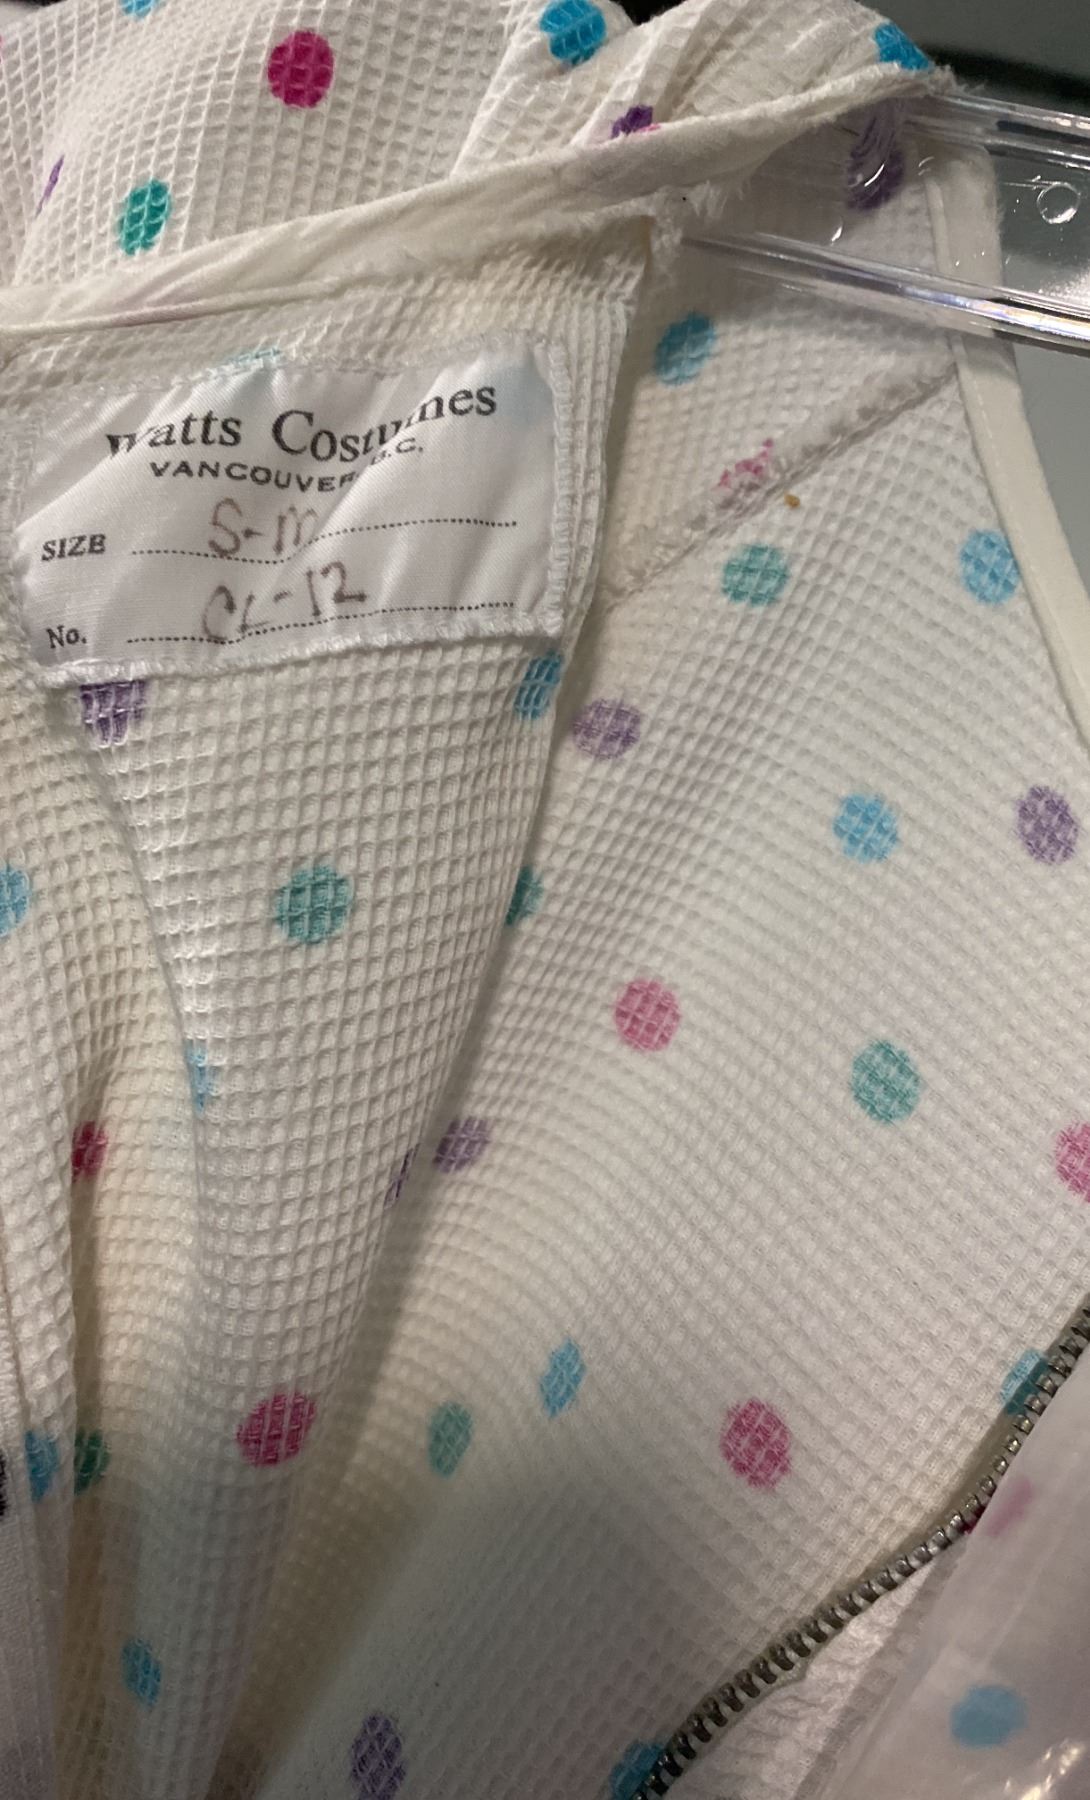 Watts Costumes
VANCOUVER B.C.
SIZE S-M
No. CL-12